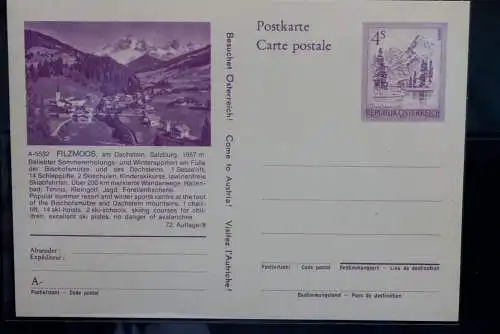 Postkarte
Carte postale
4S
REPUBLIK ÖSTERREICH
Besuchet Österreich! Come to Austria! Visitez l'Autriche!
A-5532 FILZMOOS, am Dachstein, Salzburg, 1057 m.
Beliebter Sommererholungs- und Wintersportort am Fuße
der Bischofsmütze und des Dachsteins. 1 Sessellift,
14 Schlepplifte, 2 Skischulen, Kinderskikurse, lawinenfreie
Skiabfahrten. Über 200 km markierte Wanderwege, Hallen-
bad, Tennis, Kleingolf, Jagd, Forellenfischerei.
Popular summer resort and winter sports centre at the foot
of the Bischofsmütze and Dachstein mountains. 1 chair-
lift, 14 ski-hoists, 2 ski-schools, skiing courses for chil-
dren, excellent ski pistes, no danger of avalanches.
72. Auflage/8
Absender:
Expéditeur:
A-
Postleitzahl - Code postal
Postleitzahl - Code postal Bestimmungsort - Lieu de destination
Bestimmungsland - Pays de destination